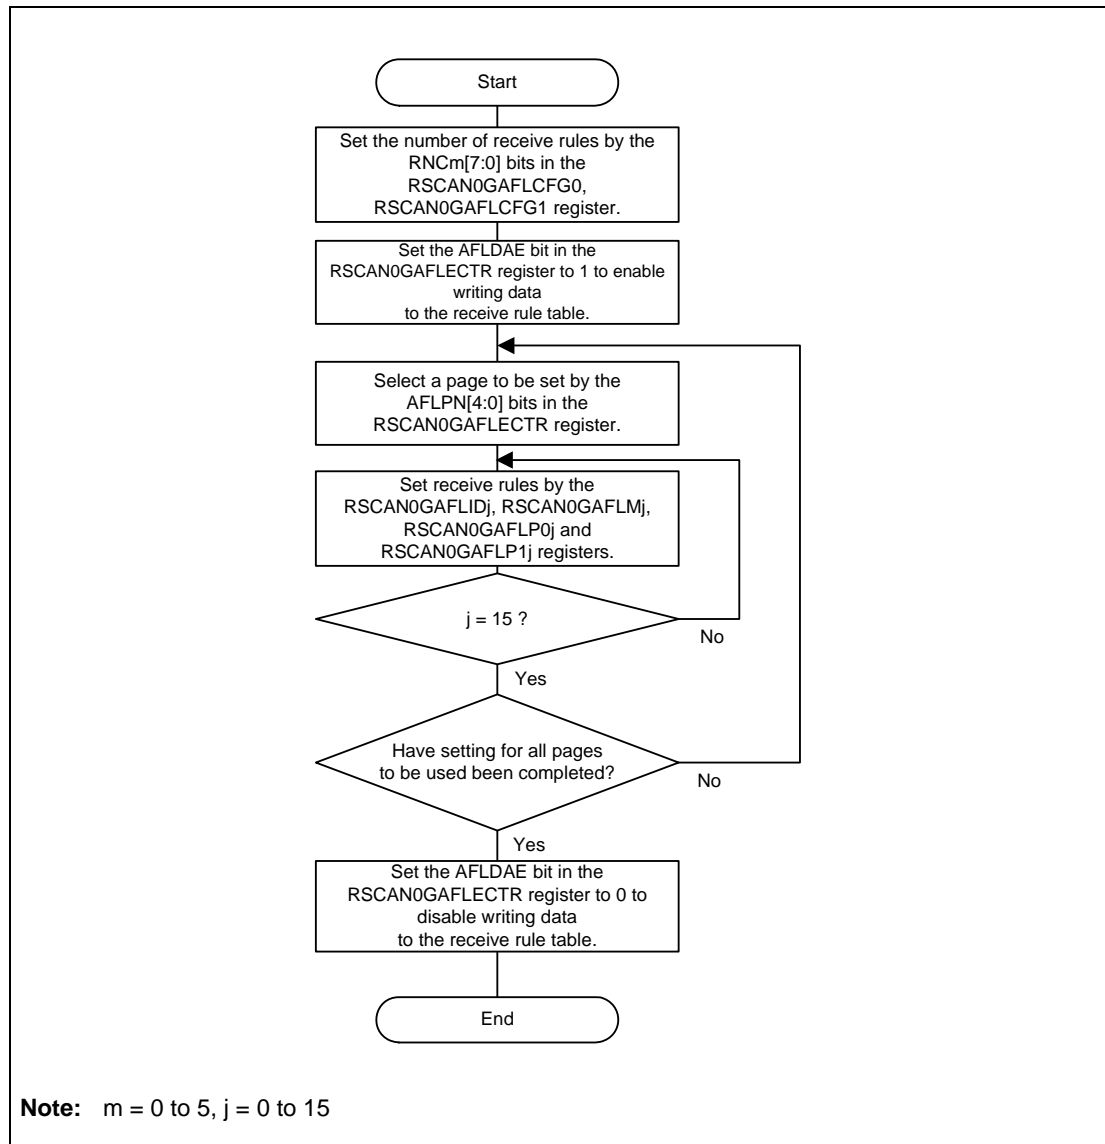 Start
Set the number of receive rules by the
RNCm[7:0] bits in the
RSCAN0GAFLCFG0,
RSCAN0GAFLCFG1 register.
Set the AFLDAE bit in the
RSCAN0GAFLECTR register to 1 to enable
writing data
to the receive rule table.
Select a page to be set by the
AFLPN[4:0] bits in the
RSCAN0GAFLECTR register.
Set receive rules by the
RSCAN0GAFLIDj, RSCAN0GAFLMj,
RSCAN0GAFLP0j and
RSCAN0GAFLP1j registers.
j = 15 ?
No
Yes
Have setting for all pages
to be used been completed?
No
Yes
Set the AFLDAE bit in the
RSCAN0GAFLECTR register to 0 to
disable writing data
to the receive rule table.
End
Note: m = 0 to 5, j = 0 to 15